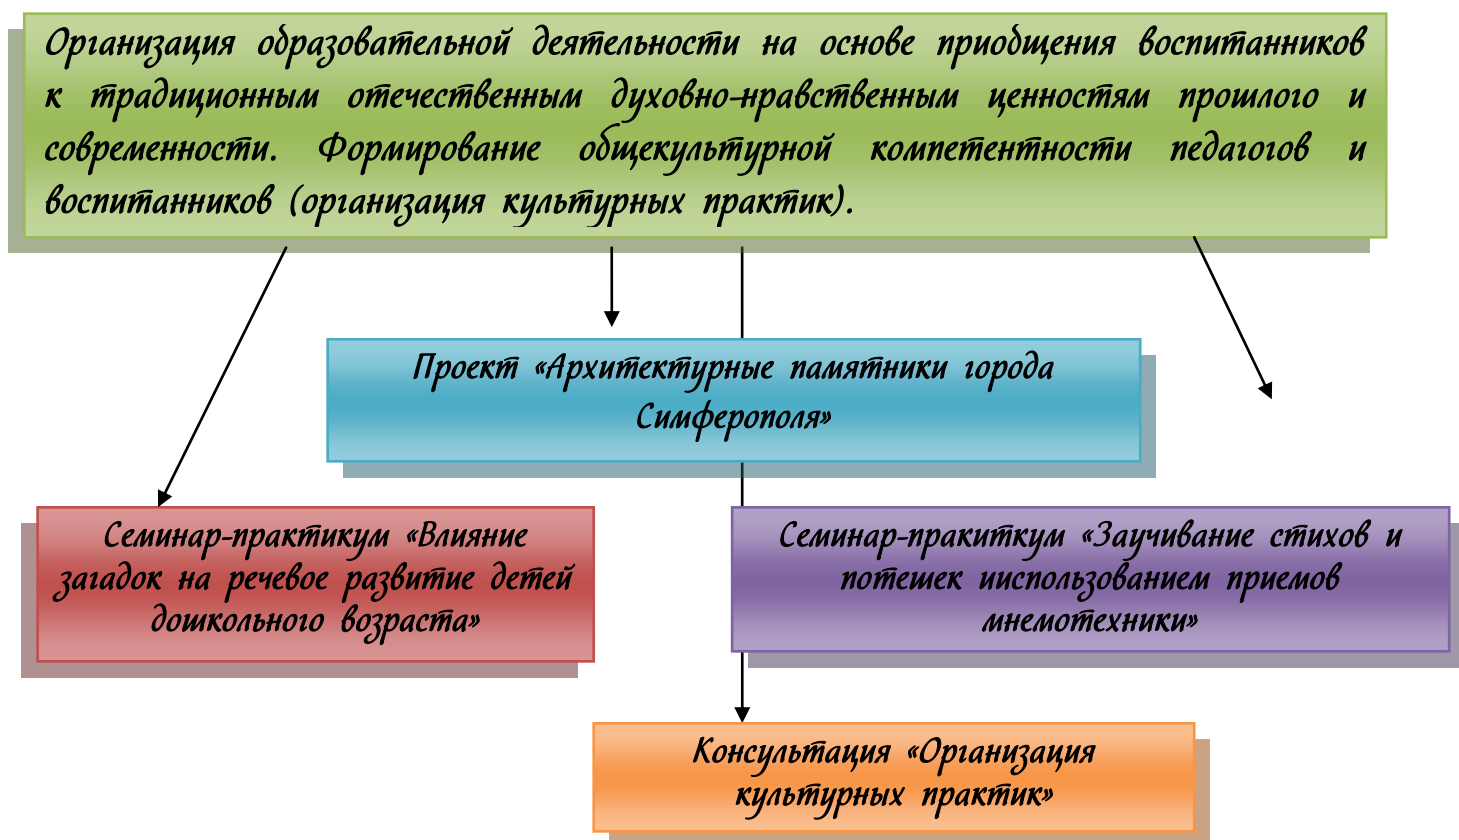 Организация образовательной деятельности на основе приобщения воспитанников
к традиционным отечественным духовно-нравственным ценностям прошлого и
современности. Формирование общекультурной компетентности педагогов и
воспитанников (организация культурных практик).
Проект «Архитектурные памятники города
Симферополя»
Семинар-практикум «Влияние
загадок на речевое развитие детей
дошкольного возраста»
Семинар-пракиткум «Заучивание стихов и
потешек ииспользованием приемов
мнемотехники»
Консультация «Организация
культурных практик»